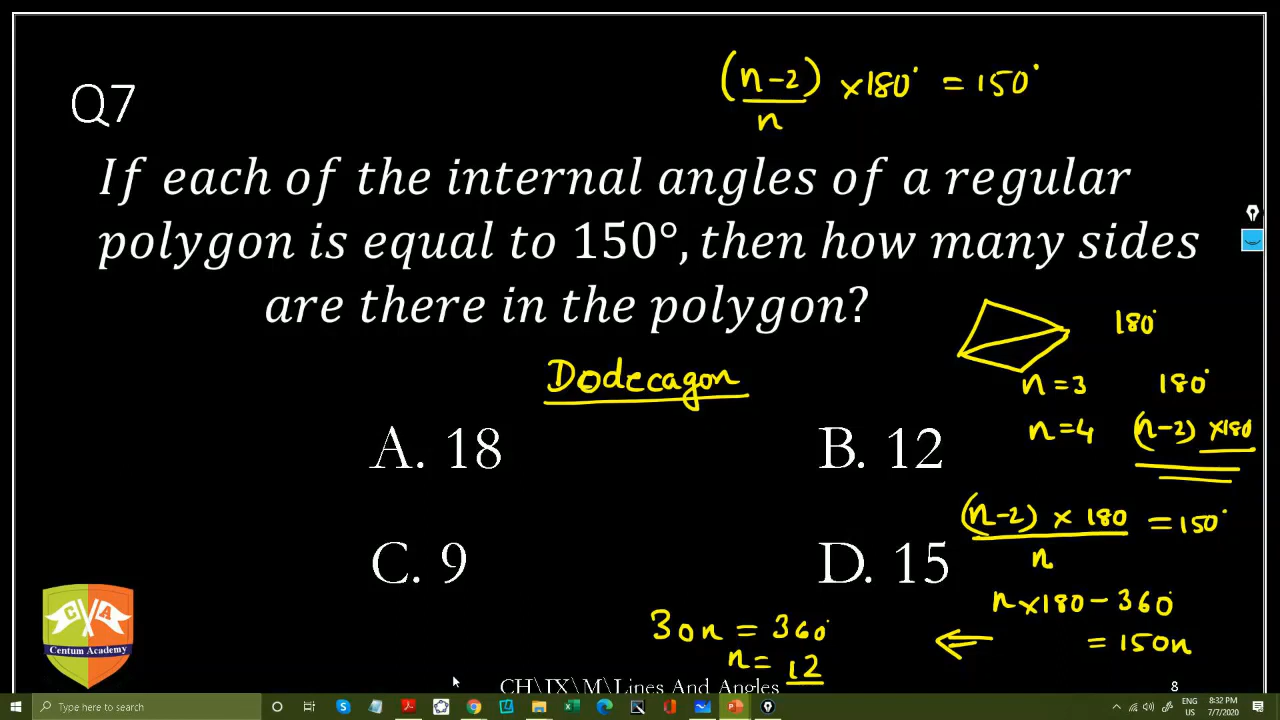 (n-2)/n ×180° = 150°
Q7
If each of the internal angles of a regular
polygon is equal to 150°, then how many sides
are there in the polygon?
180°
Dodecagon
n = 3 180°
n = 4 (n-2) ×180
A. 18
B. 12
(n-2) × 180 / n = 150°
C. 9
D. 15
n×180 - 360°
= 150n
⇐
30n = 360°
n = 12
CA
Centum Academy
CH\IX\M\Lines And Angles
8
Type here to search
ENG
US
8:32 PM
7/7/2020